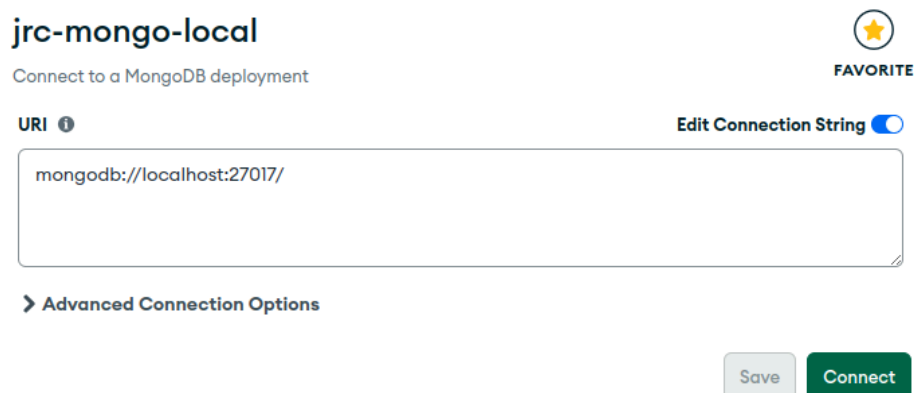 jrc-mongo-local
FAVORITE
Connect to a MongoDB deployment
URI
Edit Connection String
mongodb://localhost:27017/
Advanced Connection Options
Save
Connect